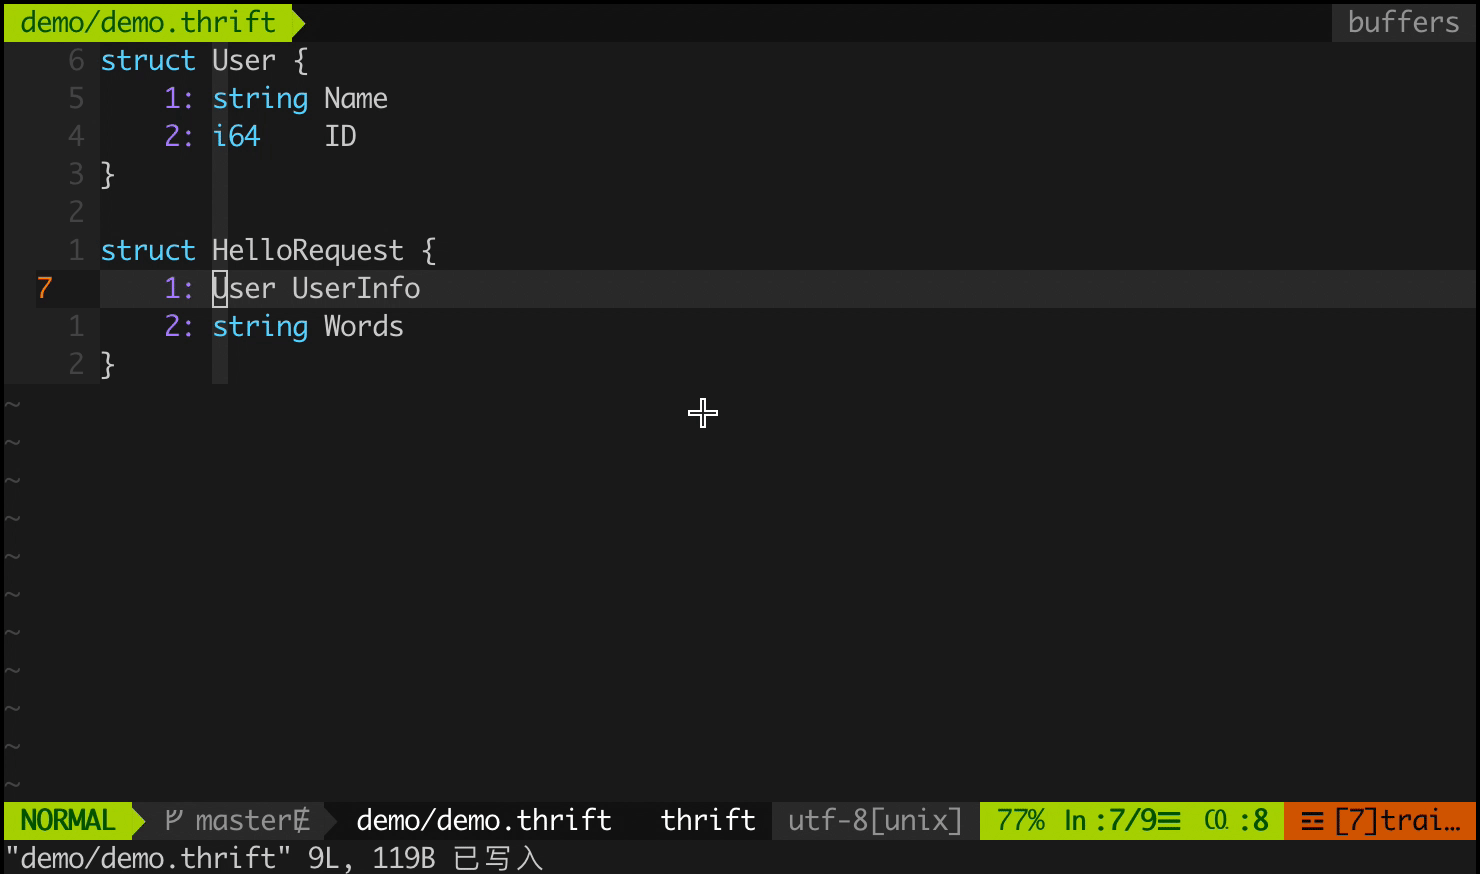 demo/demo.thrift buffers
6 struct User {
5     1: string Name
4     2: i64    ID
3 }
2
1 struct HelloRequest {
7     1: User UserInfo
1     2: string Words
2 }
~
~
~
~
~
~
~
~
~
~
~
NORMAL master∉ demo/demo.thrift thrift utf-8[unix] 77% ln :7/9☰ ㏇ :8 ☲ [7]trai…
"demo/demo.thrift" 9L, 119B 已写入